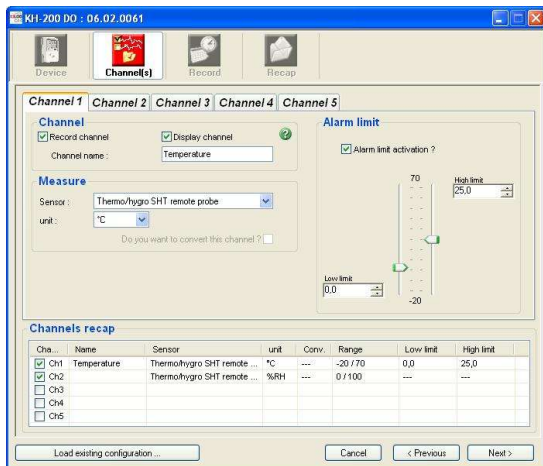 KH-200 DO : 06.02.0061
Device Channel(s) Record Recap
Channel 1 Channel 2 Channel 3 Channel 4 Channel 5
Channel
Record channel Display channel
Channel name : Temperature
Measure
Sensor : Thermo/hygro SHT remote probe
unit : °C
Do you want to convert this channel ?
Alarm limit
Alarm limit activation ?
70
High limit
25,0
Low limit
0,0
-20
Channels recap
Cha... Name Sensor unit Conv. Range Low limit High limit
Ch1 Temperature Thermo/hygro SHT remote ... °C --- -20 / 70 0,0 25,0
Ch2 Thermo/hygro SHT remote ... %RH --- 0 / 100 --- ---
Ch3
Ch4
Ch5
Load existing configuration ... Cancel < Previous Next >